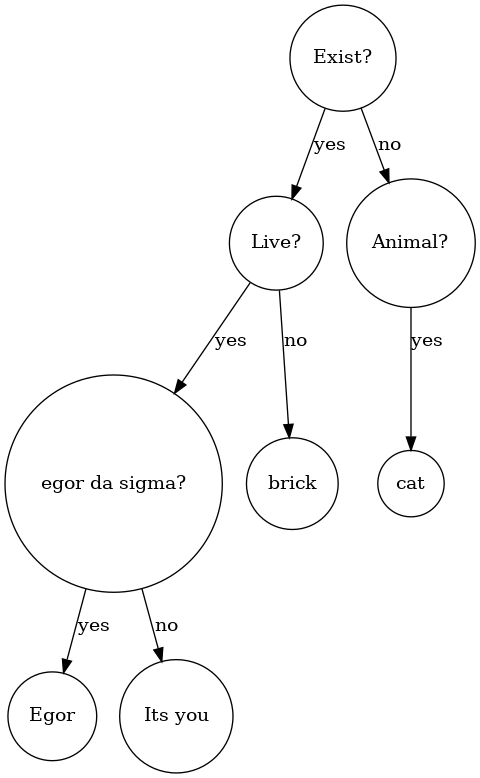 Exist?
yes
no
Live?
Animal?
yes
no
yes
egor da sigma?
brick
cat
yes
no
Egor
Its you